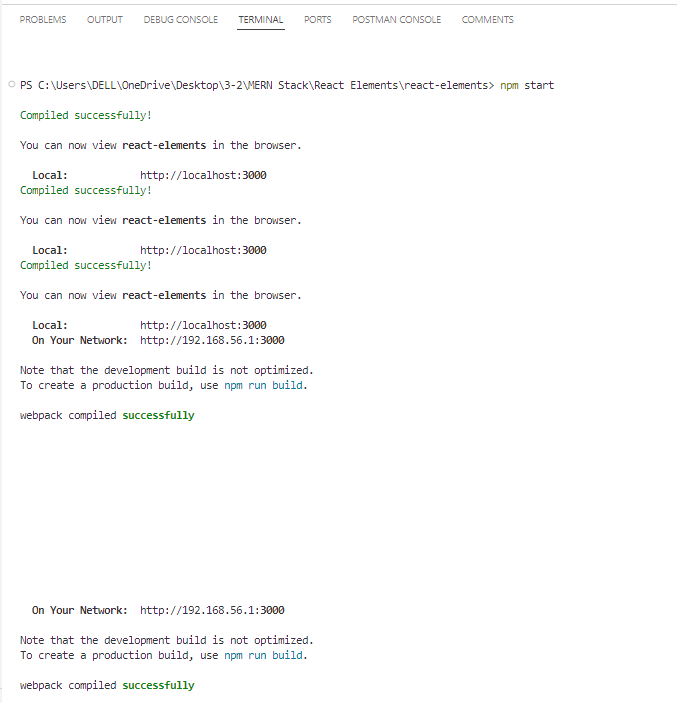 PROBLEMS OUTPUT DEBUG CONSOLE TERMINAL PORTS POSTMAN CONSOLE COMMENTS
PS C:\Users\DELL\OneDrive\Desktop\3-2\MERN Stack\React Elements\react-elements> npm start
Compiled successfully!
You can now view react-elements in the browser.
Local: http://localhost:3000
Compiled successfully!
You can now view react-elements in the browser.
Local: http://localhost:3000
Compiled successfully!
You can now view react-elements in the browser.
Local: http://localhost:3000
On Your Network: http://192.168.56.1:3000
Note that the development build is not optimized.
To create a production build, use npm run build.
webpack compiled successfully
On Your Network: http://192.168.56.1:3000
Note that the development build is not optimized.
To create a production build, use npm run build.
webpack compiled successfully